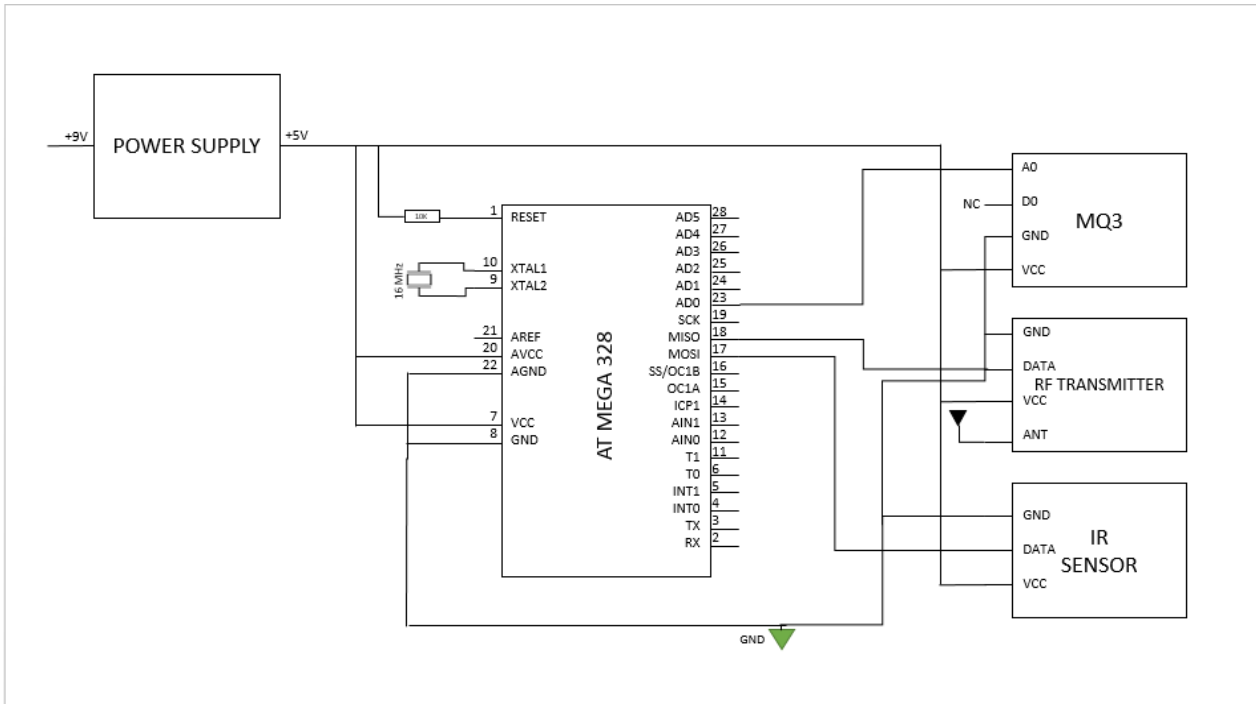 +9V
POWER SUPPLY
+5V
10K
16 MHz
1 RESET
10 XTAL1
9 XTAL2
21 AREF
20 AVCC
22 AGND
7 VCC
8 GND
AT MEGA 328
AD5 28
AD4 27
AD3 26
AD2 25
AD1 24
AD0 23
SCK 19
MISO 18
MOSI 17
SS/OC1B 16
OC1A 15
ICP1 14
AIN1 13
AIN0 12
T1 11
T0 6
INT1 5
INT0 4
TX 3
RX 2
A0
NC D0
GND
VCC
MQ3
GND
DATA
RF TRANSMITTER
VCC
ANT
GND
DATA
VCC
IR
SENSOR
GND